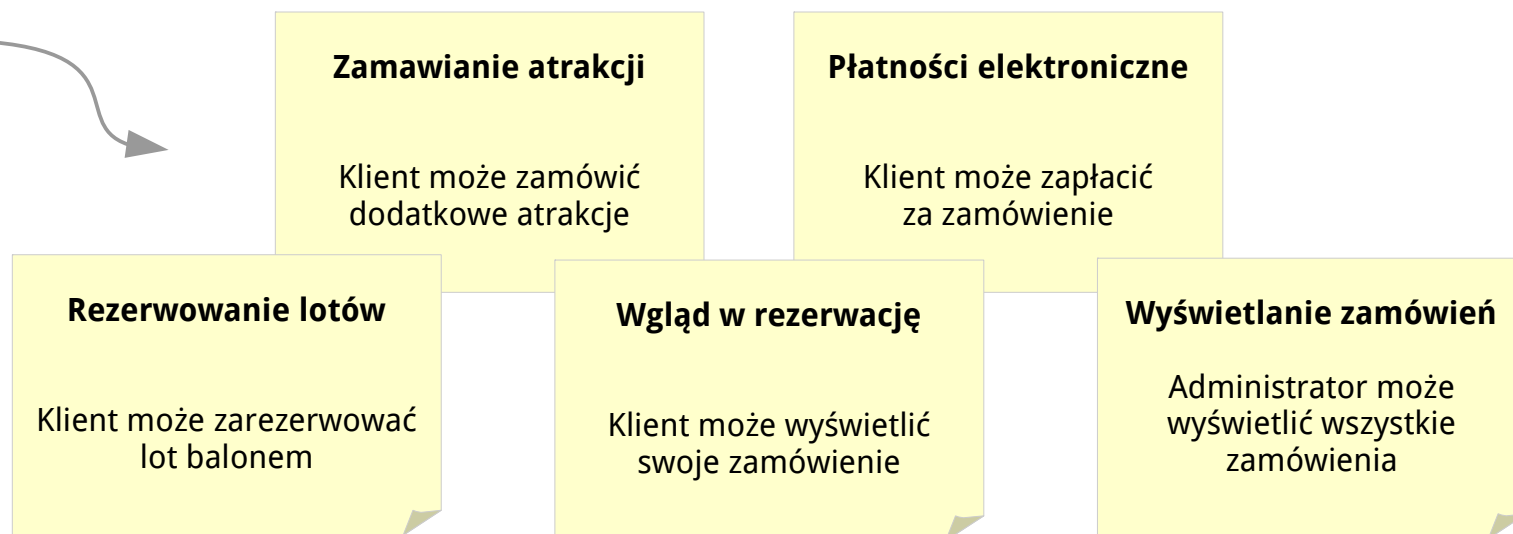 Zamawianie atrakcji
Klient może zamówić
dodatkowe atrakcje
Płatności elektroniczne
Klient może zapłacić
za zamówienie
Rezerwowanie lotów
Klient może zarezerwować
lot balonem
Wgląd w rezerwację
Klient może wyświetlić
swoje zamówienie
Wyświetlanie zamówień
Administrator może
wyświetlić wszystkie
zamówienia